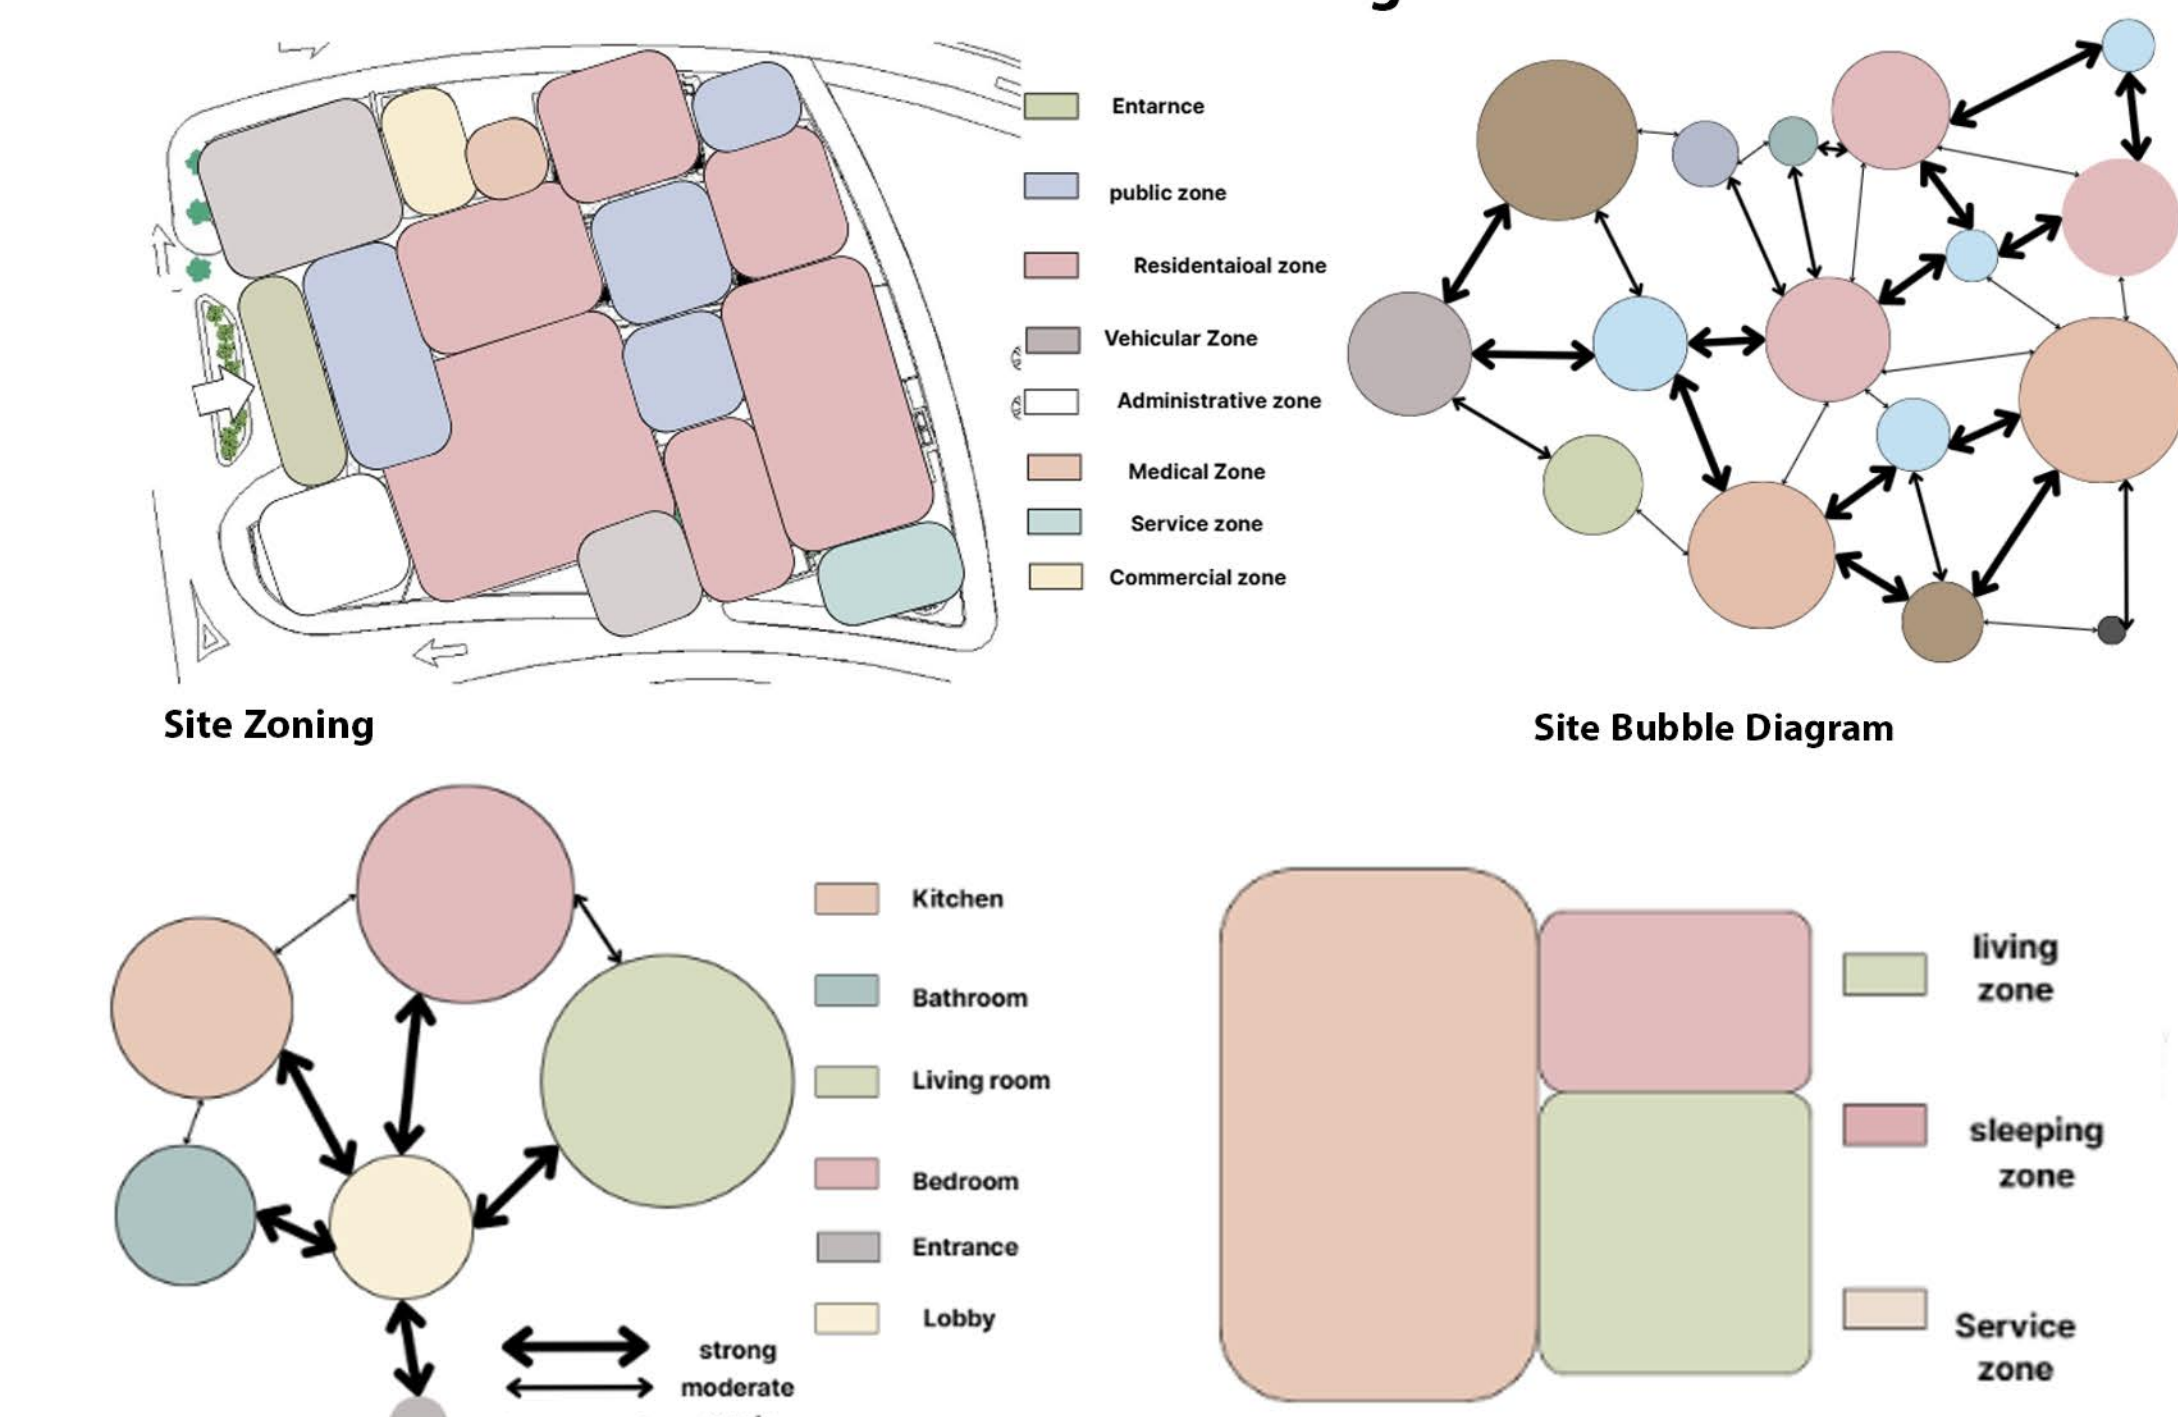 Entarnce
public zone
Residentaioal zone
Vehicular Zone
Administrative zone
Medical Zone
Service zone
Commercial zone
Site Zoning
Site Bubble Diagram
Kitchen
Bathroom
Living room
Bedroom
Entrance
Lobby
strong
moderate
living
zone
sleeping
zone
Service
zone